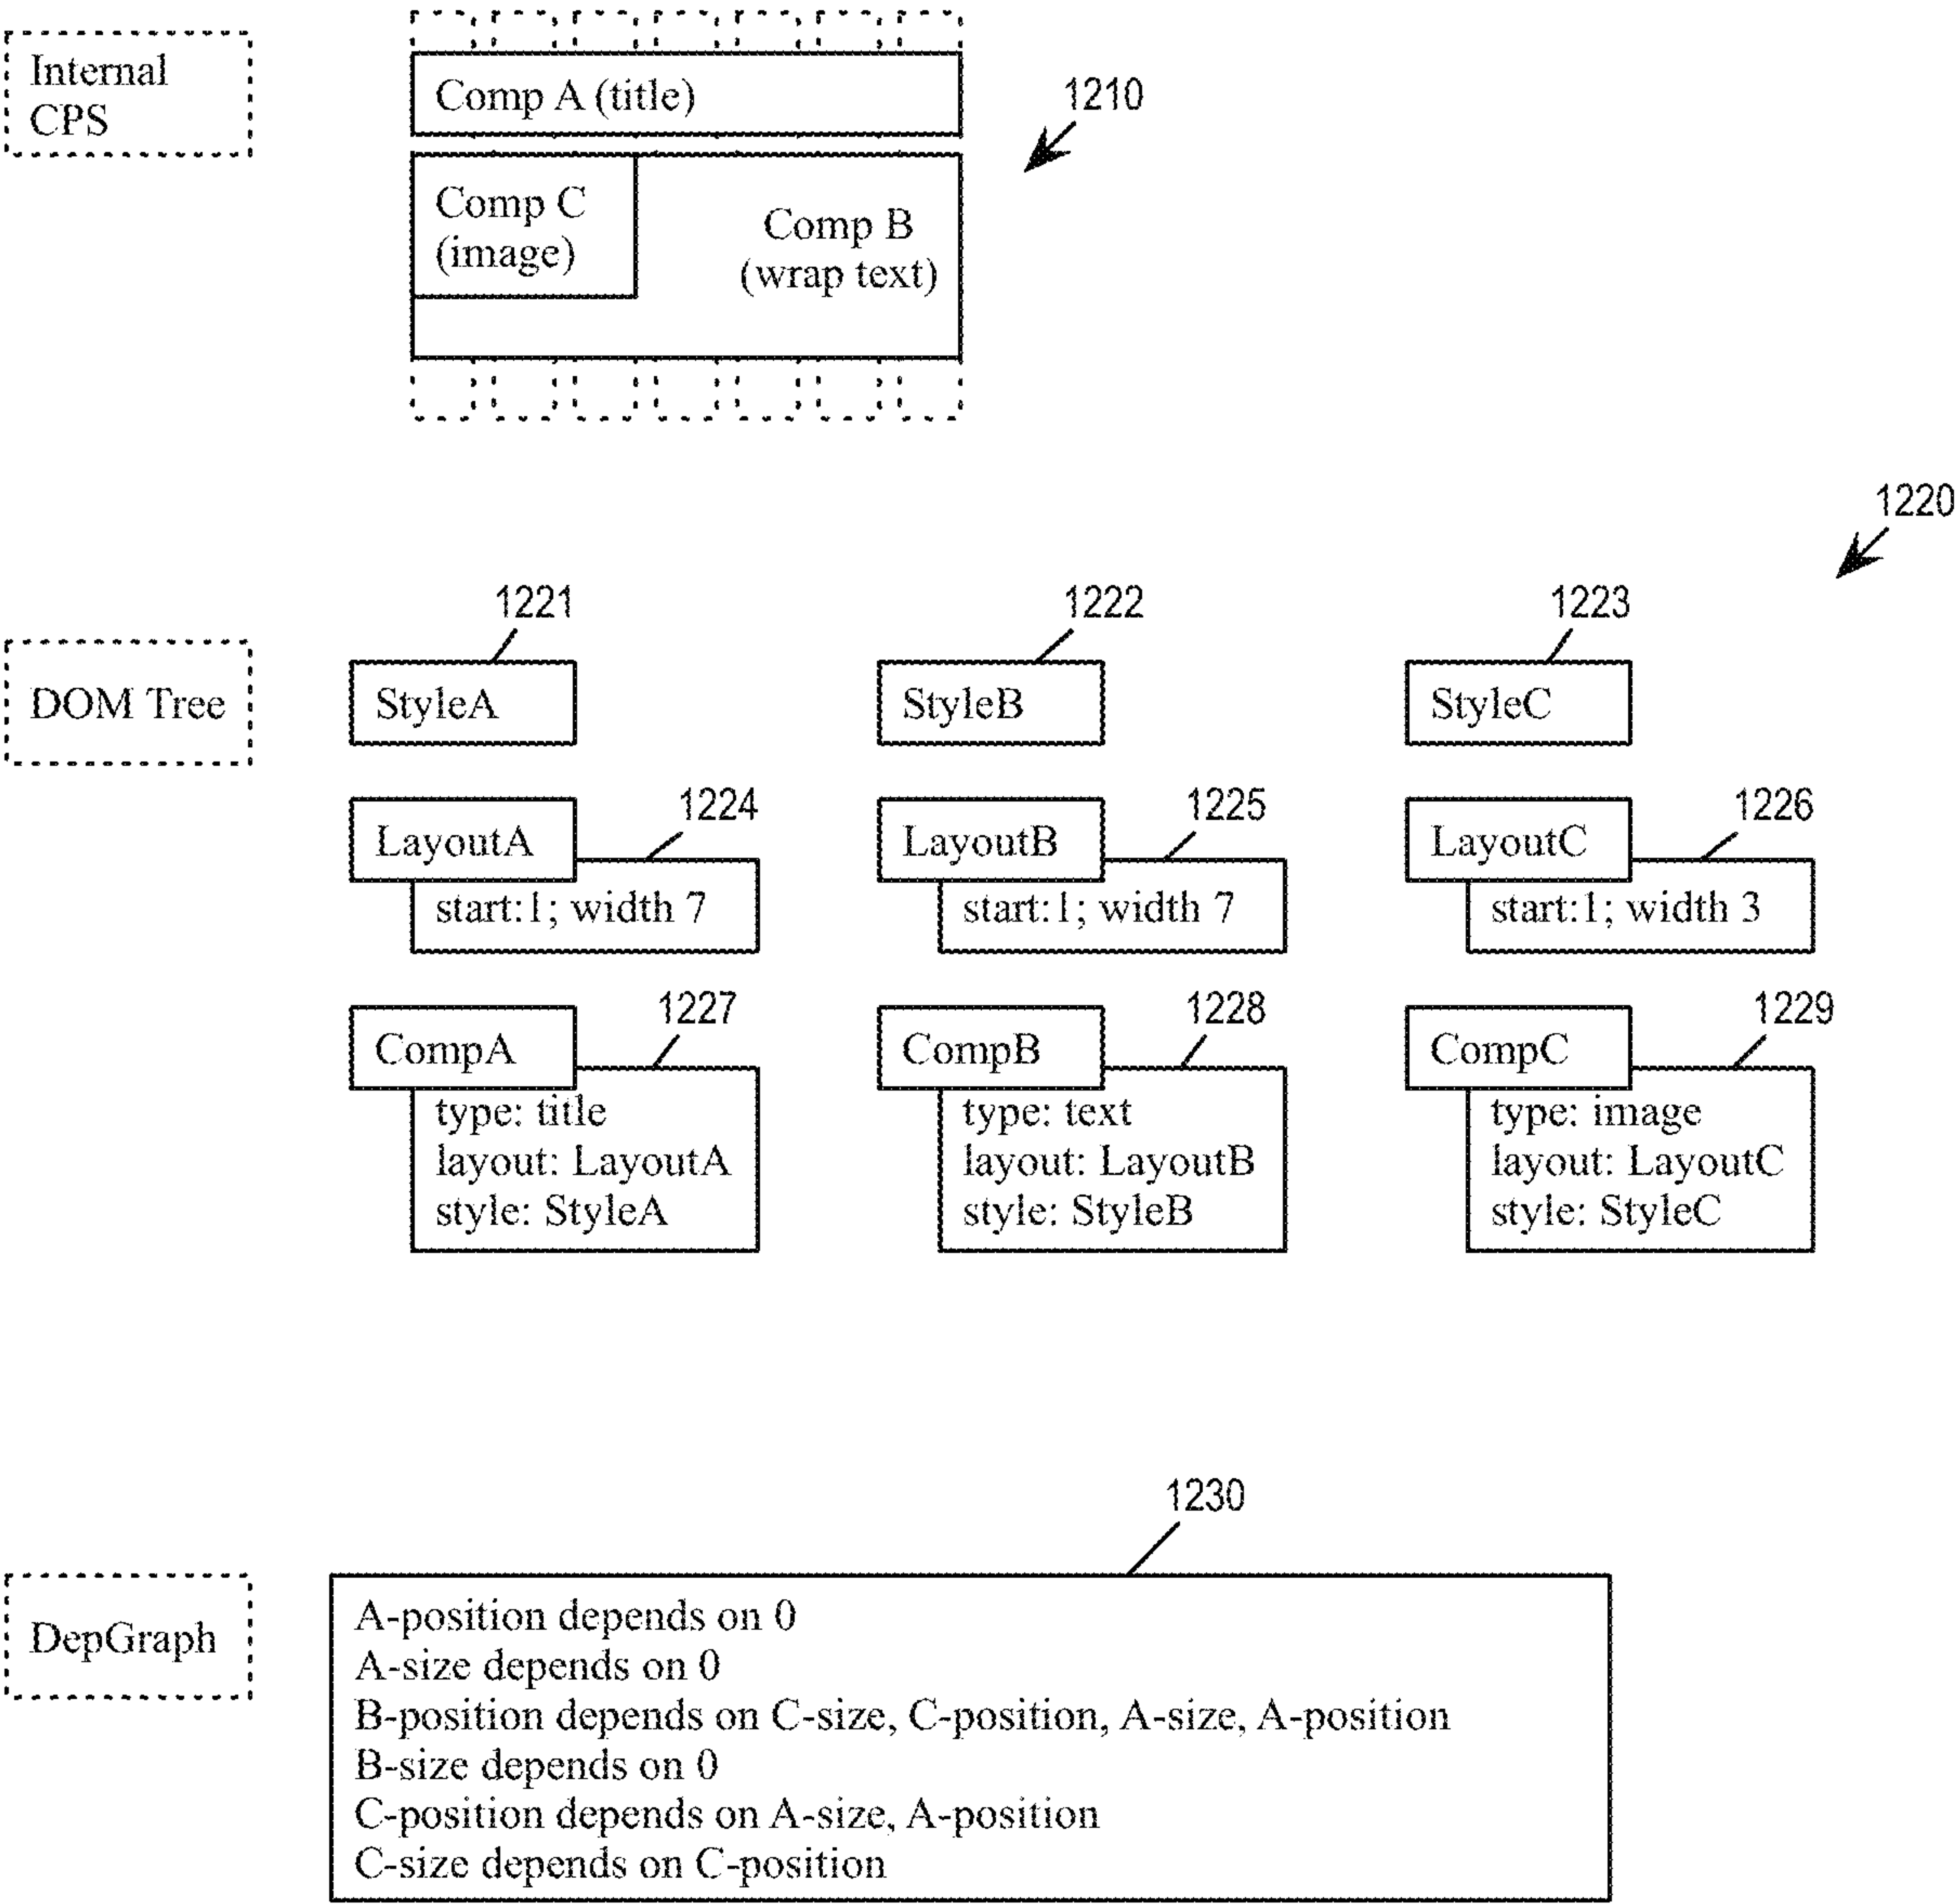 Internal
CPS
Comp A (title)
1210
Comp C
(image)
Comp B
(wrap text)
1220
1221
1222
1223
DOM Tree
StyleA
StyleB
StyleC
1224
1225
1226
LayoutA
LayoutB
LayoutC
start:1; width 7
start:1; width 7
start:1; width 3
1227
1228
1229
CompA
CompB
CompC
type: title
layout: LayoutA
style: StyleA
type: text
layout: LayoutB
style: StyleB
type: image
layout: LayoutC
style: StyleC
1230
DepGraph
A-position depends on 0
A-size depends on 0
B-position depends on C-size, C-position, A-size, A-position
B-size depends on 0
C-position depends on A-size, A-position
C-size depends on C-position